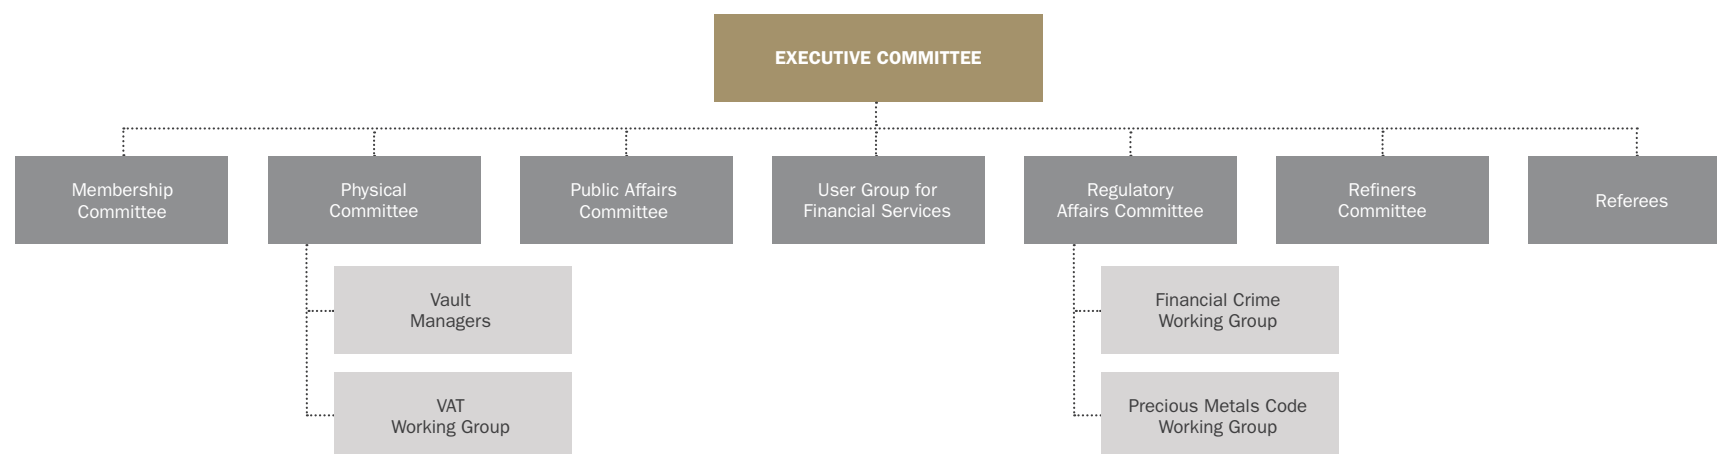 EXECUTIVE COMMITTEE
Membership
Committee
Physical
Committee
Public Affairs
Committee
User Group for
Financial Services
Regulatory
Affairs Committee
Refiners
Committee
Referees
Vault
Managers
Financial Crime
Working Group
VAT
Working Group
Precious Metals Code
Working Group